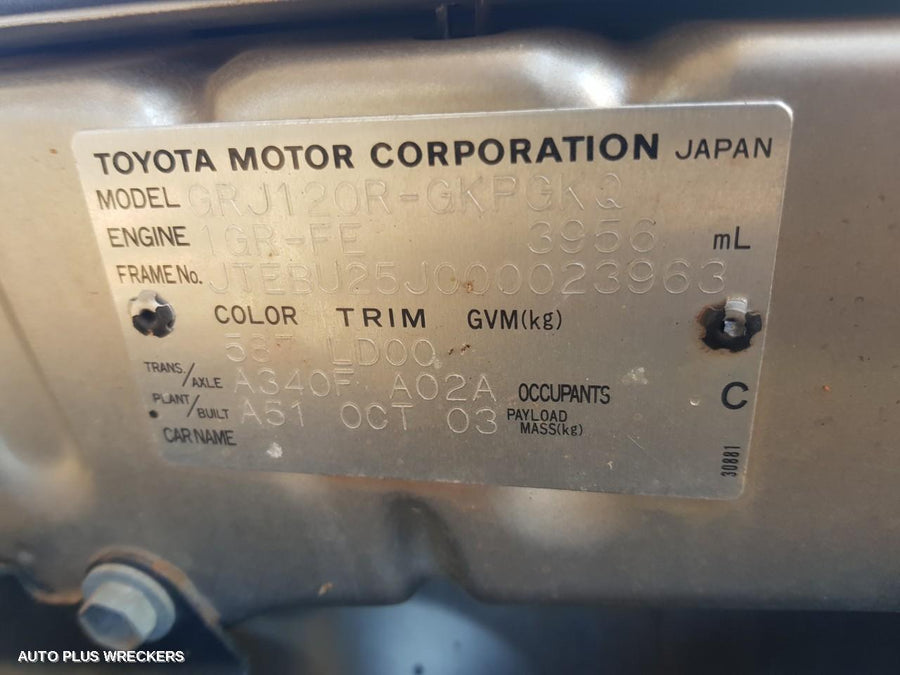 TOYOTA MOTOR CORPORATION JAPAN
MODEL GRJ120R-GKPGKQ
ENGINE 1GR-FE 3956 mL
FRAME No. JTEBU25J000023963
COLOR TRIM GVM(kg)
LD00
TRANS./AXLE A340F A02A OCCUPANTS C
PLANT/BUILT A51 OCT 03 PAYLOAD MASS(kg)
CAR NAME
30881
AUTO PLUS WRECKERS